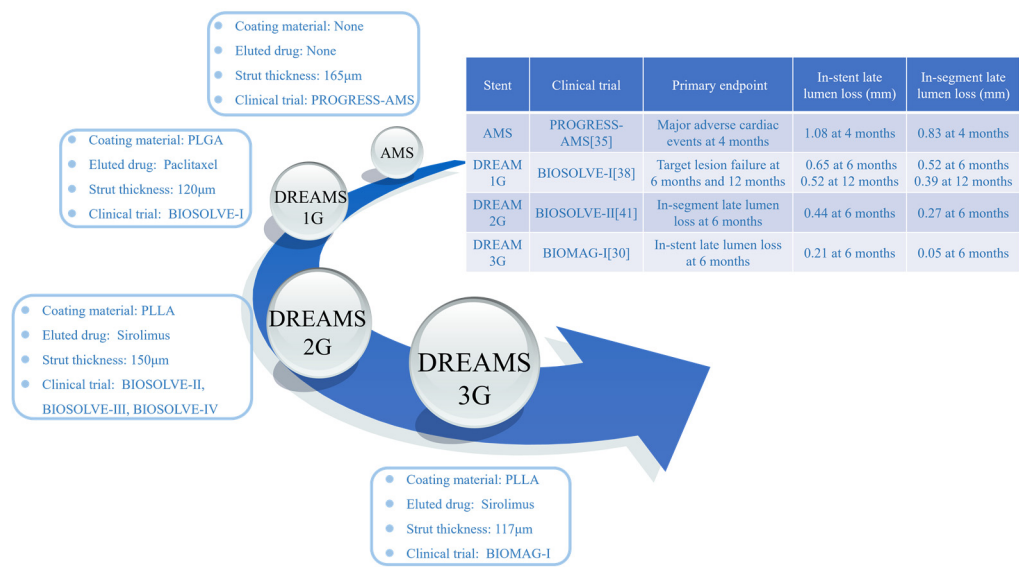 Coating material: None
Eluted drug: None
Strut thickness: 165μm
Clinical trial: PROGRESS-AMS
Coating material: PLGA
Eluted drug: Paclitaxel
Strut thickness: 120μm
Clinical trial: BIOSOLVE-I
AMS
DREAMS
1G
Coating material: PLLA
Eluted drug: Sirolimus
Strut thickness: 150μm
Clinical trial: BIOSOLVE-II,
BIOSOLVE-III, BIOSOLVE-IV
DREAMS
2G
DREAMS
3G
Coating material: PLLA
Eluted drug: Sirolimus
Strut thickness: 117μm
Clinical trial: BIOMAG-I
Stent Clinical trial Primary endpoint In-stent late lumen loss (mm) In-segment late lumen loss (mm)
AMS PROGRESS-AMS[35] Major adverse cardiac events at 4 months 1.08 at 4 months 0.83 at 4 months
DREAM 1G BIOSOLVE-I[38] Target lesion failure at 6 months and 12 months 0.65 at 6 months 0.52 at 12 months 0.52 at 6 months 0.39 at 12 months
DREAM 2G BIOSOLVE-II[41] In-segment late lumen loss at 6 months 0.44 at 6 months 0.27 at 6 months
DREAM 3G BIOMAG-I[30] In-stent late lumen loss at 6 months 0.21 at 6 months 0.05 at 6 months